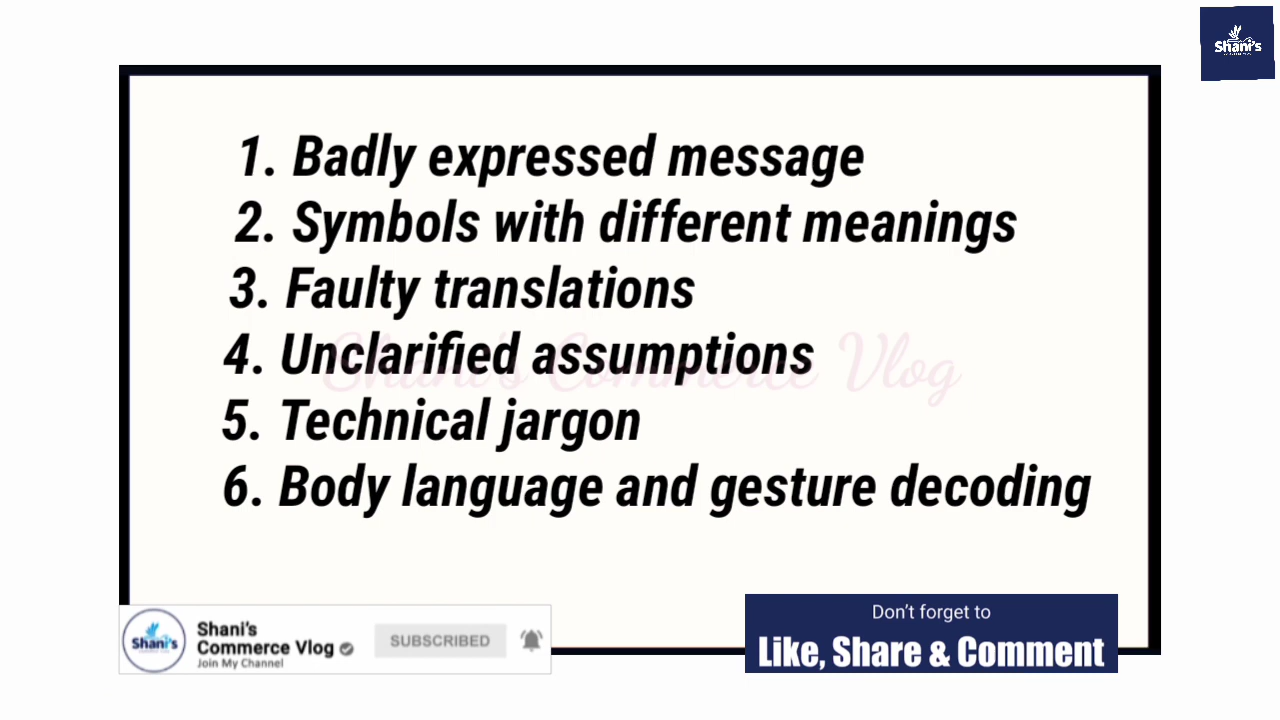 Shani's
1. Badly expressed message
2. Symbols with different meanings
3. Faulty translations
4. Unclarified assumptions
Shani's Commerce Vlog
5. Technical jargon
6. Body language and gesture decoding
Shani's
Shani's
Commerce Vlog
Join My Channel
SUBSCRIBED
Don't forget to
Like, Share & Comment